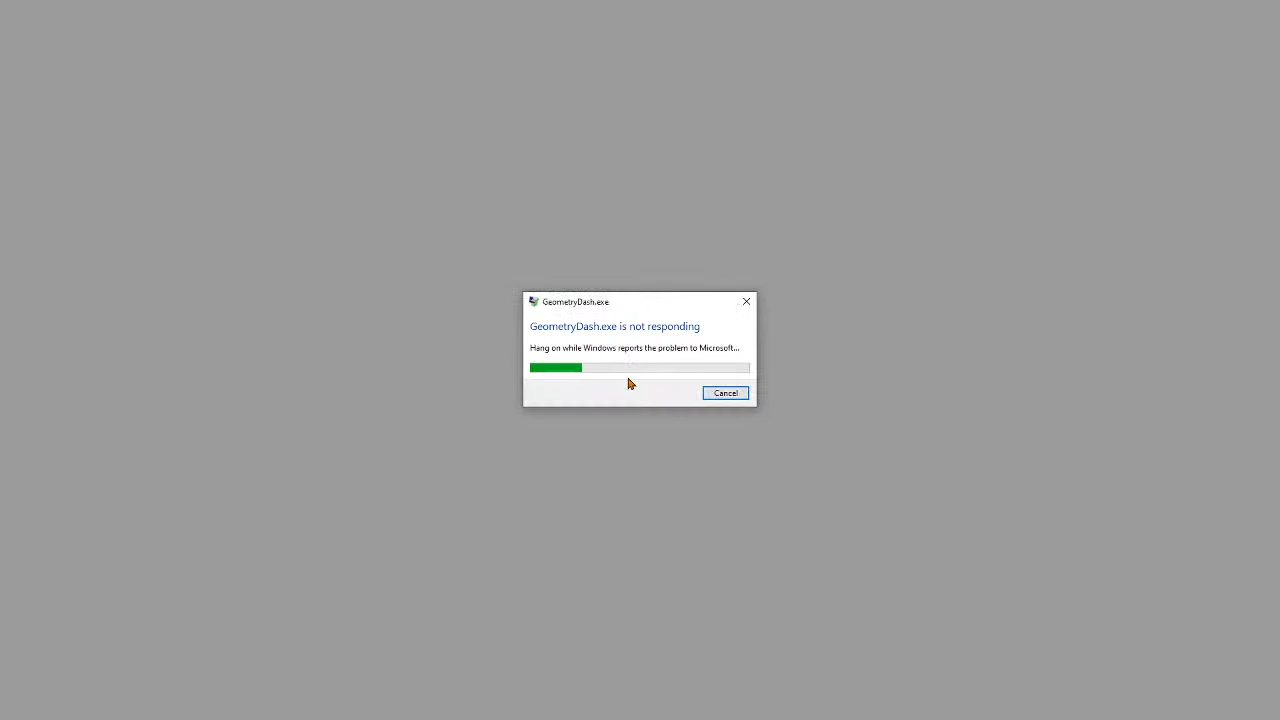 GeometryDash.exe
GeometryDash.exe is not responding
Hang on while Windows reports the problem to Microsoft...
Cancel